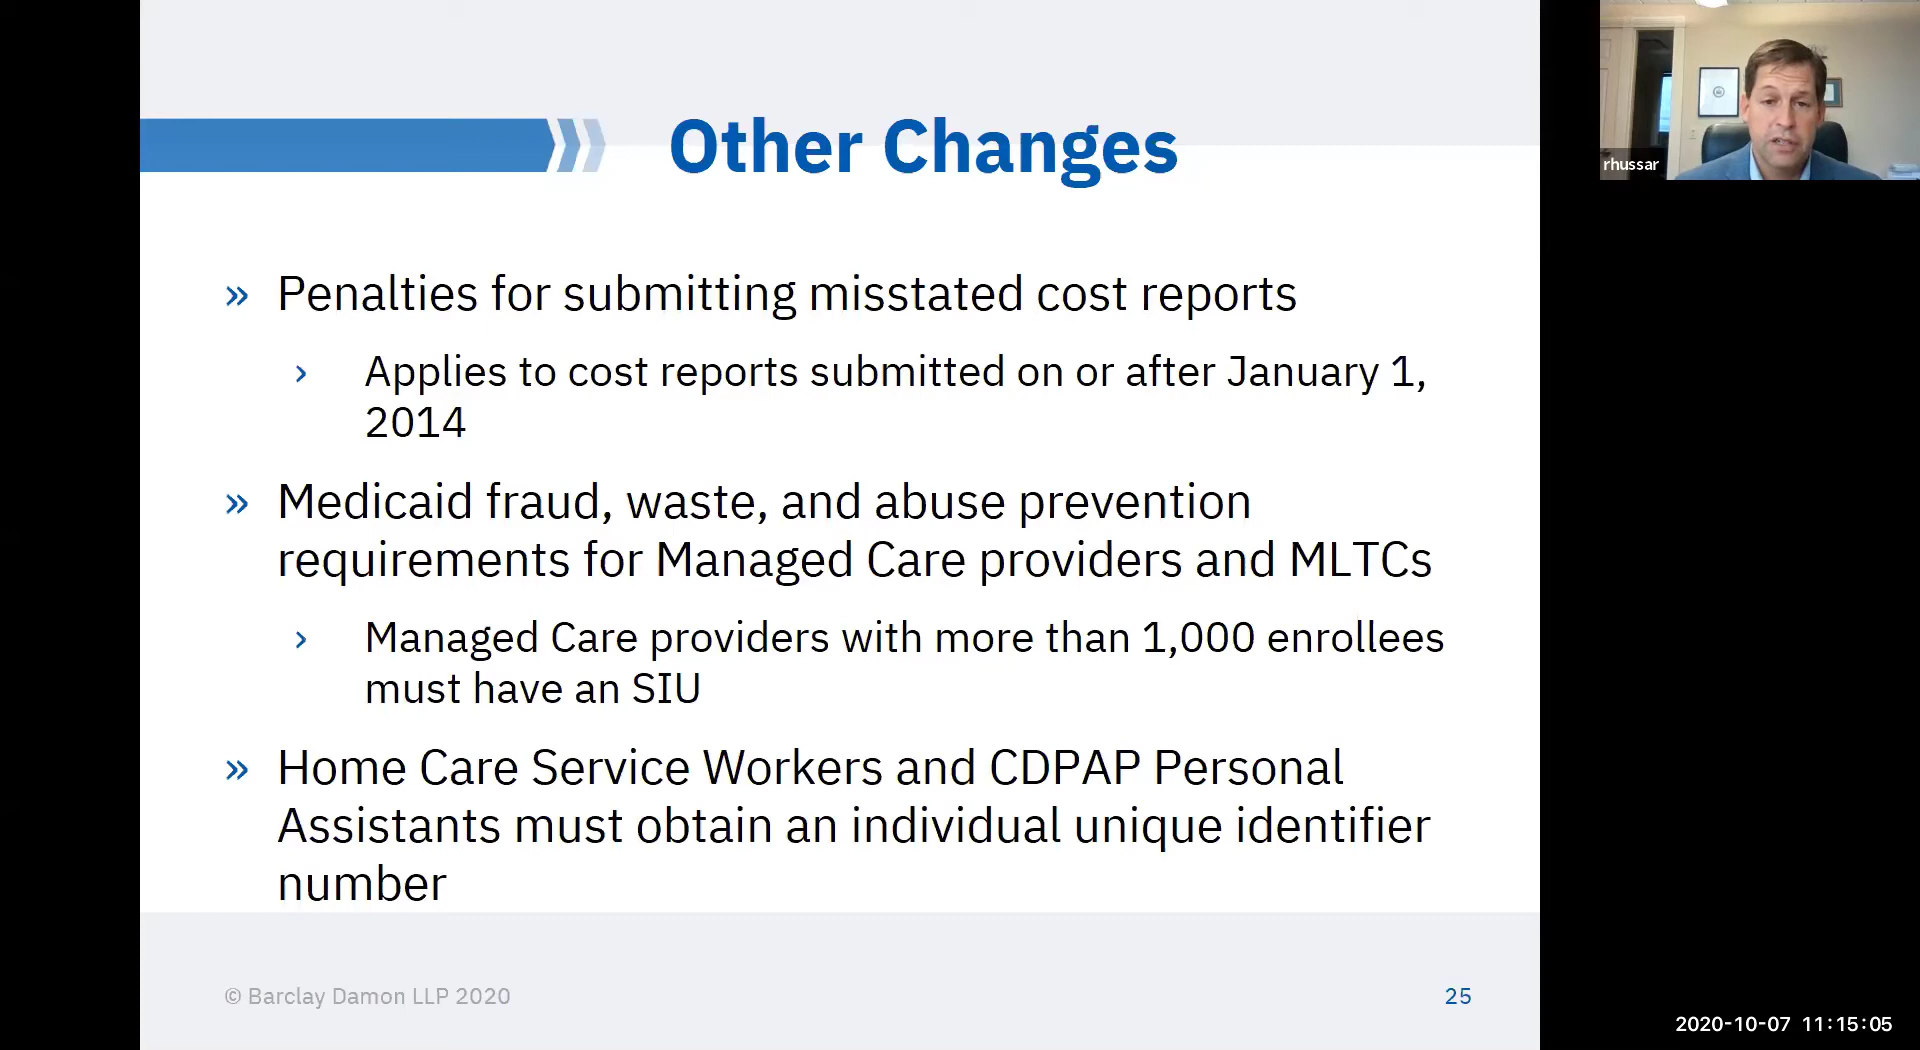 Other Changes
rhussar
» Penalties for submitting misstated cost reports
› Applies to cost reports submitted on or after January 1,
2014
» Medicaid fraud, waste, and abuse prevention
requirements for Managed Care providers and MLTCs
› Managed Care providers with more than 1,000 enrollees
must have an SIU
» Home Care Service Workers and CDPAP Personal
Assistants must obtain an individual unique identifier
number
© Barclay Damon LLP 2020
25
2020-10-07 11:15:05